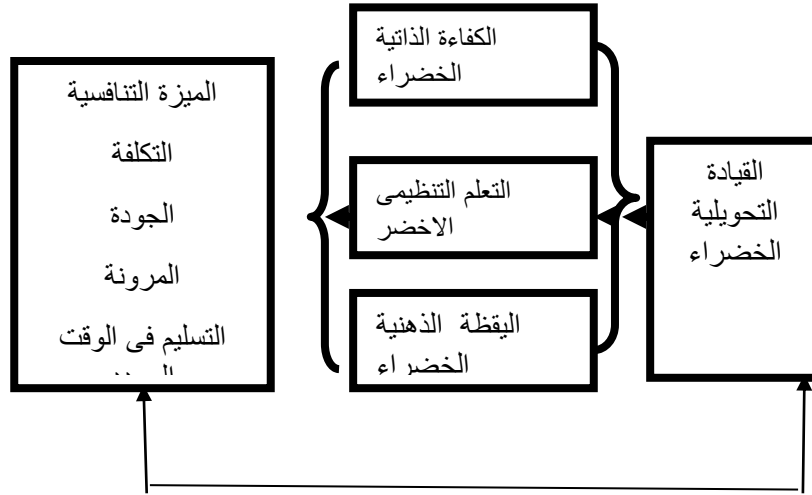 القيادة
التحويلية
الخضراء
الكفاءة الذاتية
الخضراء
التعلم التنظيمى
الاخضر
اليقظة الذهنية
الخضراء
الميزة التنافسية
التكلفة
الجودة
المرونة
التسليم فى الوقت